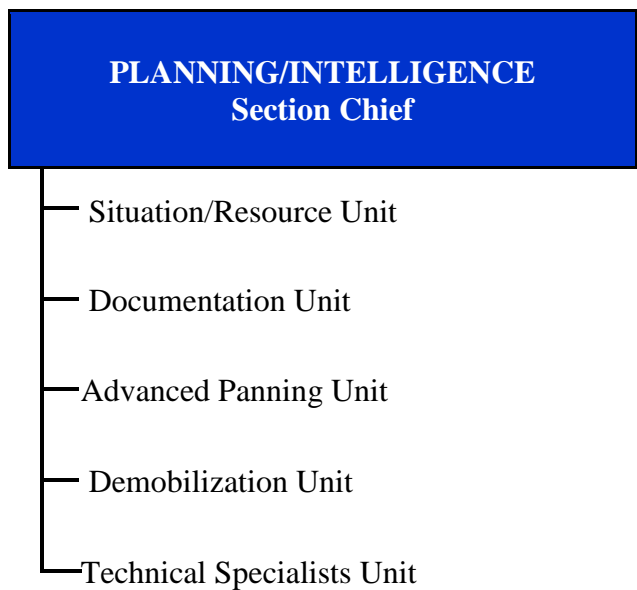 PLANNING/INTELLIGENCE
Section Chief
Situation/Resource Unit
Documentation Unit
Advanced Panning Unit
Demobilization Unit
Technical Specialists Unit